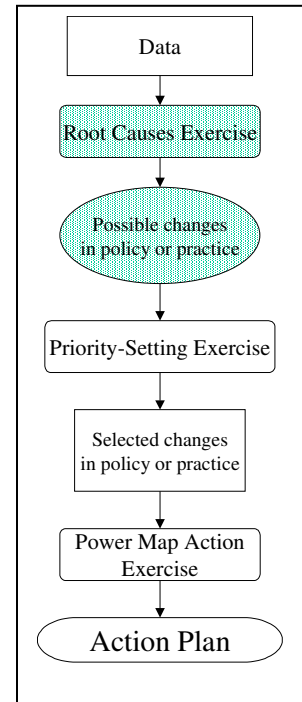 Data
Root Causes Exercise
Possible changes
in policy or practice
Priority-Setting Exercise
Selected changes
in policy or practice
Power Map Action
Exercise
Action Plan